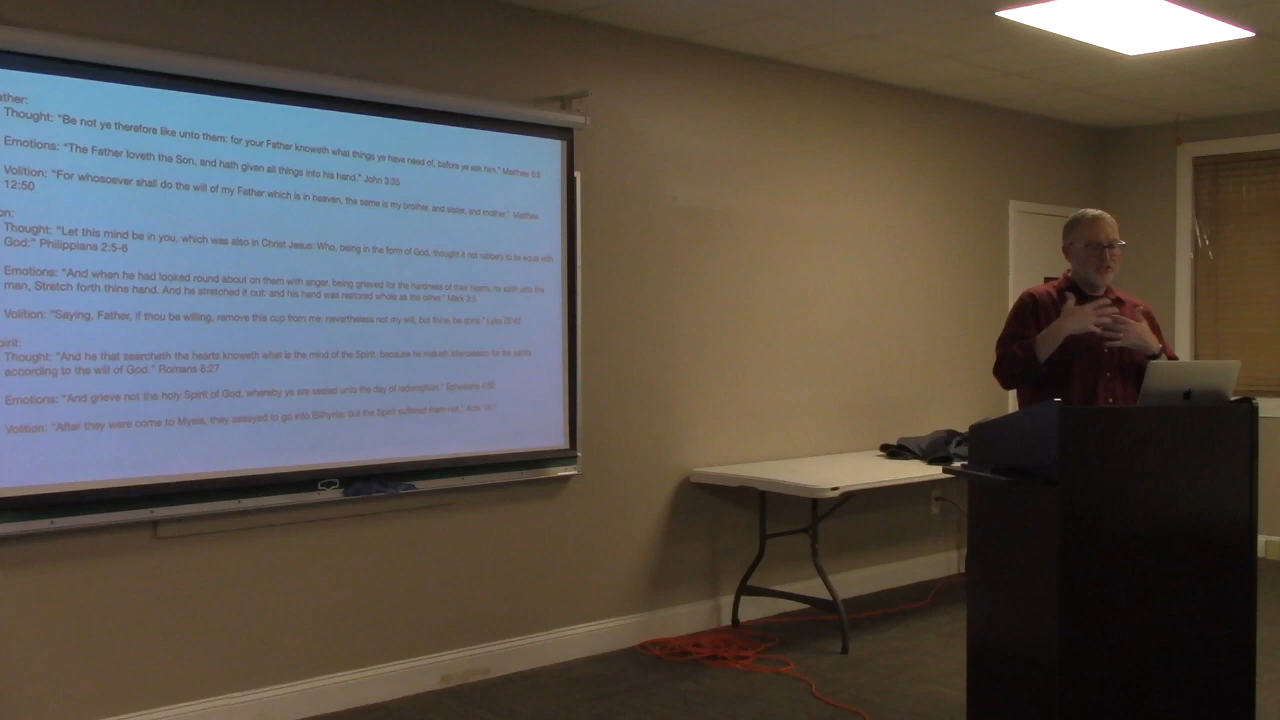 ther:
Thought: "Be not ye therefore like unto them: for your Father knoweth what things ye have need of, before ye ask him." Matthew 6:8
Emotions: "The Father loveth the Son, and hath given all things into his hand." John 3:35
Volition: "For whosoever shall do the will of my Father which is in heaven, the same is my brother, and sister, and mother." Matthew
12:50
on:
Thought: "Let this mind be in you, which was also in Christ Jesus: Who, being in the form of God, thought it not robbery to be equal with
God:" Philippians 2:5-6
Emotions: "And when he had looked round about on them with anger, being grieved for the hardness of their hearts, he saith unto the
man, Stretch forth thine hand. And he stretched it out: and his hand was restored whole as the other." Mark 3:5
Volition: "Saying, Father, if thou be willing, remove this cup from me: nevertheless not my will, but thine, be done." Luke 22:42
pirit:
Thought: "And he that searcheth the hearts knoweth what is the mind of the Spirit, because he maketh intercession for the saints
according to the will of God." Romans 8:27
Emotions: "And grieve not the holy Spirit of God, whereby ye are sealed unto the day of redemption." Ephesians 4:30
Volition: "After they were come to Mysia, they assayed to go into Bithynia: but the Spirit suffered them not." Acts 16:7